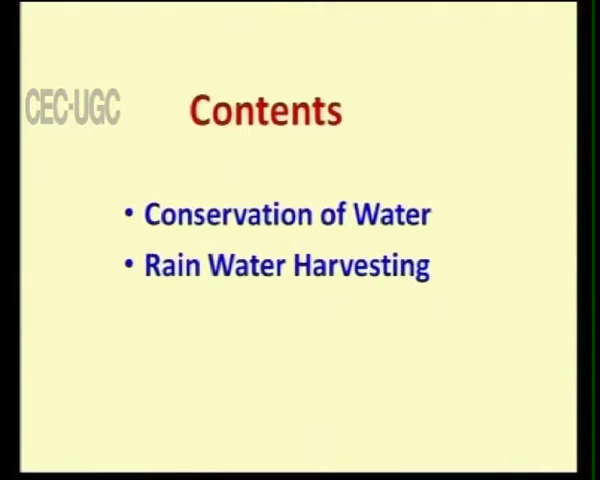 CEC-UGC
Contents
• Conservation of Water
• Rain Water Harvesting